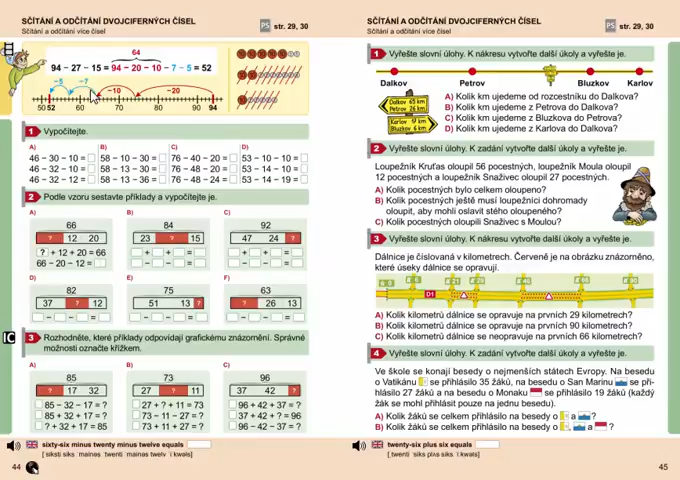 SČÍTÁNÍ A ODČÍTÁNÍ DVOJCIFERNÝCH ČÍSEL
Sčítání a odčítání více čísel
PS str. 29, 30
64
94 – 27 – 15 = 94 – 20 – 10 – 7 – 5 = 52
–5 –7 –10 –20
50 52 60 70 80 90 94
1 Vypočítejte.
A) B) C) D)
46 – 30 – 10 = 58 – 10 – 30 = 76 – 40 – 20 = 53 – 10 – 10 =
46 – 32 – 10 = 58 – 13 – 30 = 76 – 48 – 20 = 53 – 14 – 10 =
46 – 32 – 12 = 58 – 13 – 36 = 76 – 48 – 24 = 53 – 14 – 19 =
2 Podle vzoru sestavte příklady a vypočítejte je.
A) B) C)
66 84 92
? 12 20 23 ? 15 47 24 ?
? + 12 + 20 = 66 + + = + + =
66 – 20 – 12 = – – = – – =
D) E) F)
82 75 63
37 ? 12 51 13 ? ? 26 13
– – = – – = – – =
3 Rozhodněte, které příklady odpovídají grafickému znázornění. Správné
možnosti označte křížkem.
A) B) C)
85 73 96
? 17 32 27 ? 11 37 42 ?
85 – 32 – 17 = ? 27 + ? + 11 = 73 96 + 42 + 37 = ?
85 + 32 + 17 = ? 73 – 11 – 27 = ? 37 + 42 + ? = 96
? + 32 + 17 = 85 73 + 11 + 27 = ? 96 – 42 – 37 = ?
sixty-six minus twenty minus twelve equals
44
SČÍTÁNÍ A ODČÍTÁNÍ DVOJCIFERNÝCH ČÍSEL
Sčítání a odčítání více čísel
PS str. 29, 30
1 Vyřešte slovní úlohy. K nákresu vytvořte další úkoly a vyřešte je.
Dalkov Petrov Bluzkov Karlov
Dalkov 65 km
Petrov 26 km
Karlov 9 km
Bluzkov 6 km
A) Kolik km ujedeme od rozcestníku do Dalkova?
B) Kolik km ujedeme z Petrova do Dalkova?
C) Kolik km ujedeme z Bluzkova do Petrova?
D) Kolik km ujedeme z Karlova do Dalkova?
2 Vyřešte slovní úlohy. K zadání vytvořte další úkoly a vyřešte je.
Loupežník Kruťas oloupil 56 pocestných, loupežník Moula oloupil
12 pocestných a loupežník Snaživec oloupil 27 pocestných.
A) Kolik pocestných bylo celkem oloupeno?
B) Kolik pocestných ještě musí loupežníci dohromady
oloupit, aby mohli oslavit stého oloupeného?
C) Kolik pocestných oloupili Snaživec s Moulou?
3 Vyřešte slovní úlohy. K nákresu vytvořte další úkoly a vyřešte je.
Dálnice je číslovaná v kilometrech. Červeně je na obrázku znázorněno,
které úseky dálnice se opravují.
D1
A) Kolik kilometrů dálnice se opravuje na prvních 29 kilometrech?
B) Kolik kilometrů dálnice se opravuje na prvních 90 kilometrech?
C) Kolik kilometrů dálnice se neopravuje na prvních 66 kilometrech?
4 Vyřešte slovní úlohy. K zadání vytvořte další úkoly a vyřešte je.
Ve škole se konají besedy o nejmenších státech Evropy. Na besedu
o Vatikánu se přihlásilo 35 žáků, na besedu o San Marinu se při-
hlásilo 27 žáků a na besedu o Monaku se přihlásilo 19 žáků (každý
žák se mohl přihlásit pouze na jednu besedu).
A) Kolik žáků se celkem přihlásilo na besedy o a ?
B) Kolik žáků se celkem přihlásilo na besedy o , a ?
twenty-six plus six equals
45